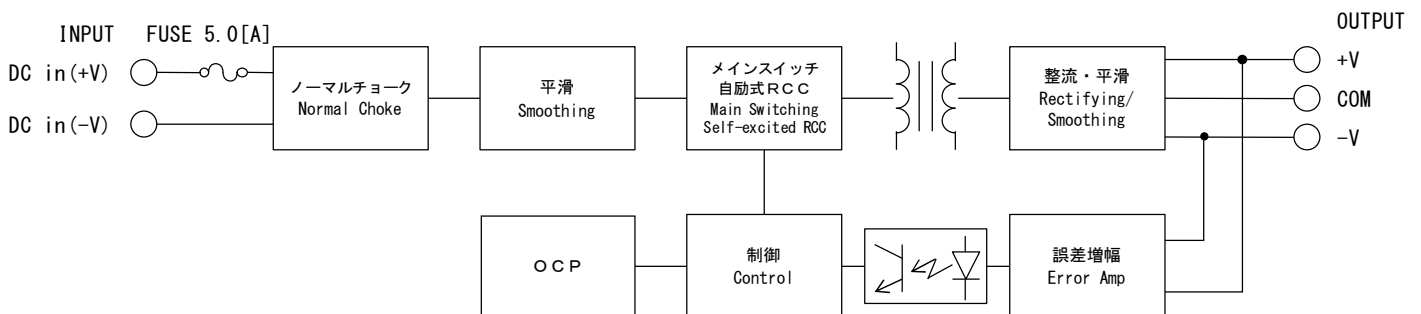 INPUT FUSE 5.0[A]
OUTPUT
DC in(+V)
DC in(-V)
ノーマルチョーク
Normal Choke
平滑
Smoothing
メインスイッチ
自励式RCC
Main Switching
Self-excited RCC
整流・平滑
Rectifying/
Smoothing
+V
COM
-V
OCP
制御
Control
誤差増幅
Error Amp